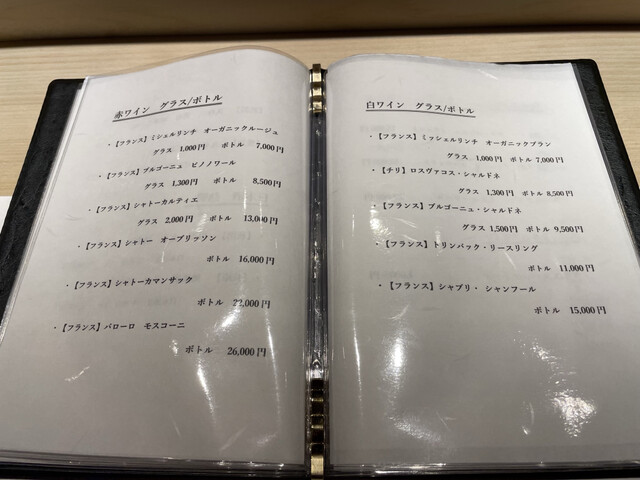 赤ワイン グラス/ボトル
・【フランス】ミシェルリンチ オーガニックルージュ
グラス 1,000円 ボトル 7,000円
・【フランス】ブルゴーニュ ピノノワール
グラス 1,300円 ボトル 8,500円
・【フランス】シャトーカルティエ
グラス 2,000円 ボトル 13,000円
・【フランス】シャトー オーブリッソン
ボトル 16,000円
・【フランス】シャトーカマンサック
ボトル 22,000円
・【フランス】バローロ モスコーニ
ボトル 26,000円
白ワイン グラス/ボトル
・【フランス】ミッシェルリンチ オーガニックブラン
グラス 1,000円 ボトル 7,000円
・【チリ】ロスヴァコス・シャルドネ
グラス 1,300円 ボトル 8,500円
・【フランス】ブルゴーニュ・シャルドネ
グラス 1,500円 ボトル 9,500円
・【フランス】トリンバック・リースリング
ボトル 11,000円
・【フランス】シャブリ・ シャンフール
ボトル 15,000円